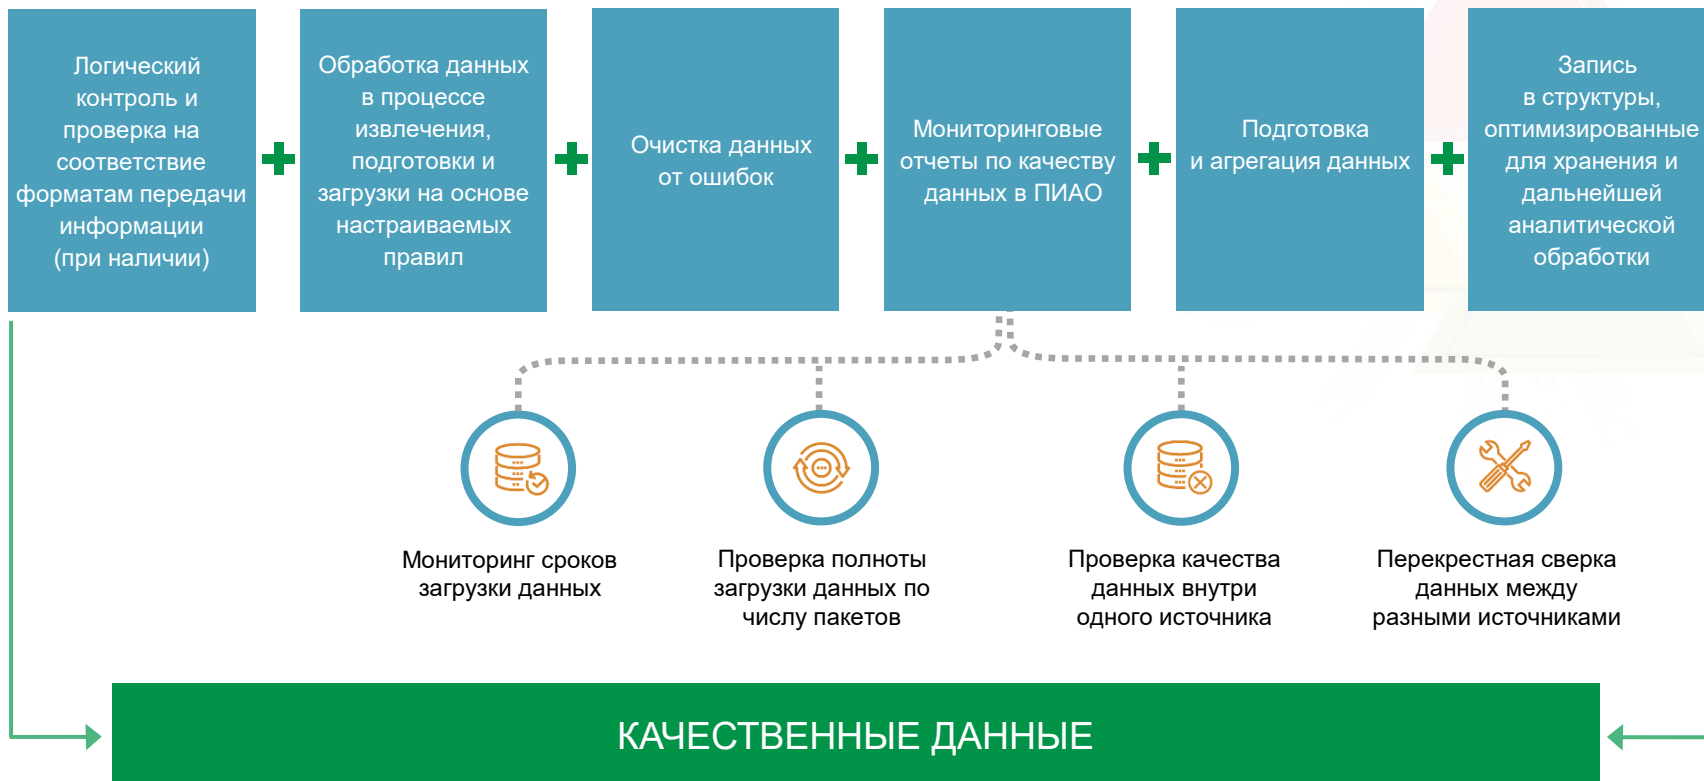 Логический
контроль и
проверка на
соответствие
форматам передачи
информации
(при наличии)
Обработка данных
в процессе
извлечения,
подготовки и
загрузки на основе
настраиваемых
правил
Очистка данных
от ошибок
Мониторинговые
отчеты по качеству
данных в ПИАО
Подготовка
и агрегация данных
Запись
в структуры,
оптимизированные
для хранения и
дальнейшей
аналитической
обработки
Мониторинг сроков
загрузки данных
Проверка полноты
загрузки данных по
числу пакетов
Проверка качества
данных внутри
одного источника
Перекрестная сверка
данных между
разными источниками
КАЧЕСТВЕННЫЕ ДАННЫЕ